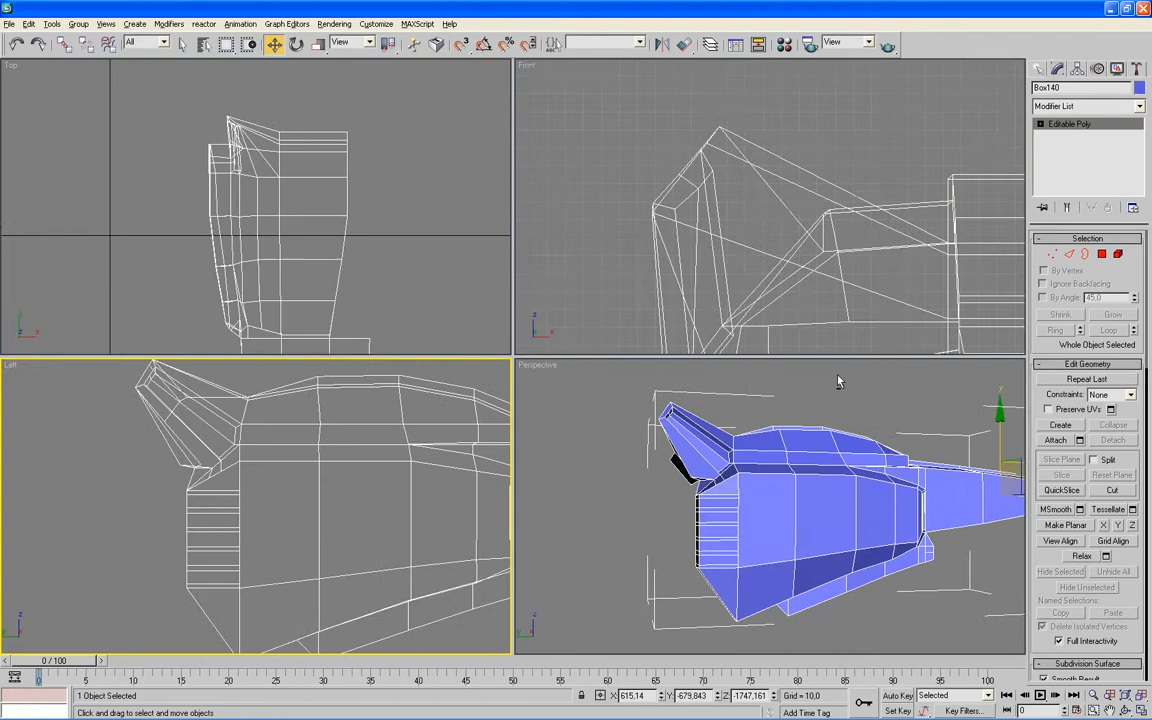 File Edit Tools Group Views Create Modifiers reactor Animation Graph Editors Rendering Customize MAXScript Help
All View View
Top
Front
Left
Perspective
Box140
Modifier List
Editable Poly
Selection
By Vertex
Ignore Backfacing
By Angle: 45,0
Shrink Grow
Ring Loop
Whole Object Selected
Edit Geometry
Repeat Last
Constraints: None
Preserve UVs
Create Collapse
Attach Detach
Slice Plane Split
Slice Reset Plane
QuickSlice Cut
MSmooth Tessellate
Make Planar X Y Z
View Align Grid Align
Relax
Hide Selected Unhide All
Hide Unselected
Named Selections:
Copy Paste
Delete Isolated Vertices
Full Interactivity
Subdivision Surface
Smooth Result
0 / 100
0 5 10 15 20 25 30 35 40 45 50 55 60 65 70 75 80 85 90 95 100
1 Object Selected X: 615,14 Y: -679,843 Z: -1747,161 Grid = 10,0 Auto Key Selected
Click and drag to select and move objects Add Time Tag Set Key Key Filters... 0